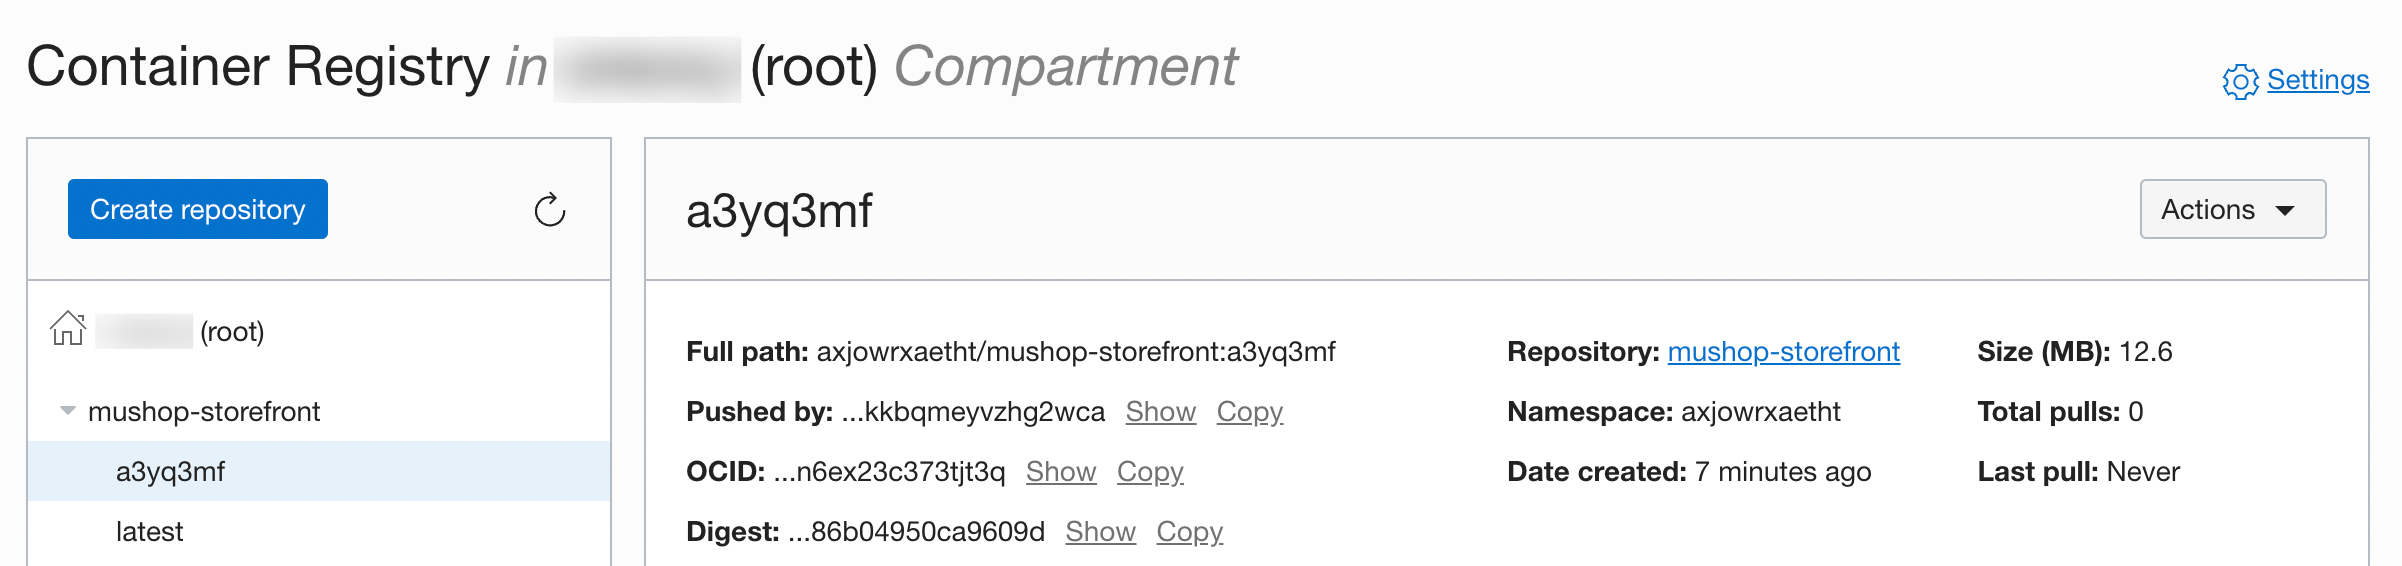 Container Registry in (root) Compartment
Settings
Create repository
(root)
mushop-storefront
a3yq3mf
latest
a3yq3mf
Actions
Full path: axjowrxaetht/mushop-storefront:a3yq3mf
Pushed by: ...kkbqmeyvzhg2wca Show Copy
OCID: ...n6ex23c373tjt3q Show Copy
Digest: ...86b04950ca9609d Show Copy
Repository: mushop-storefront
Namespace: axjowrxaetht
Date created: 7 minutes ago
Size (MB): 12.6
Total pulls: 0
Last pull: Never